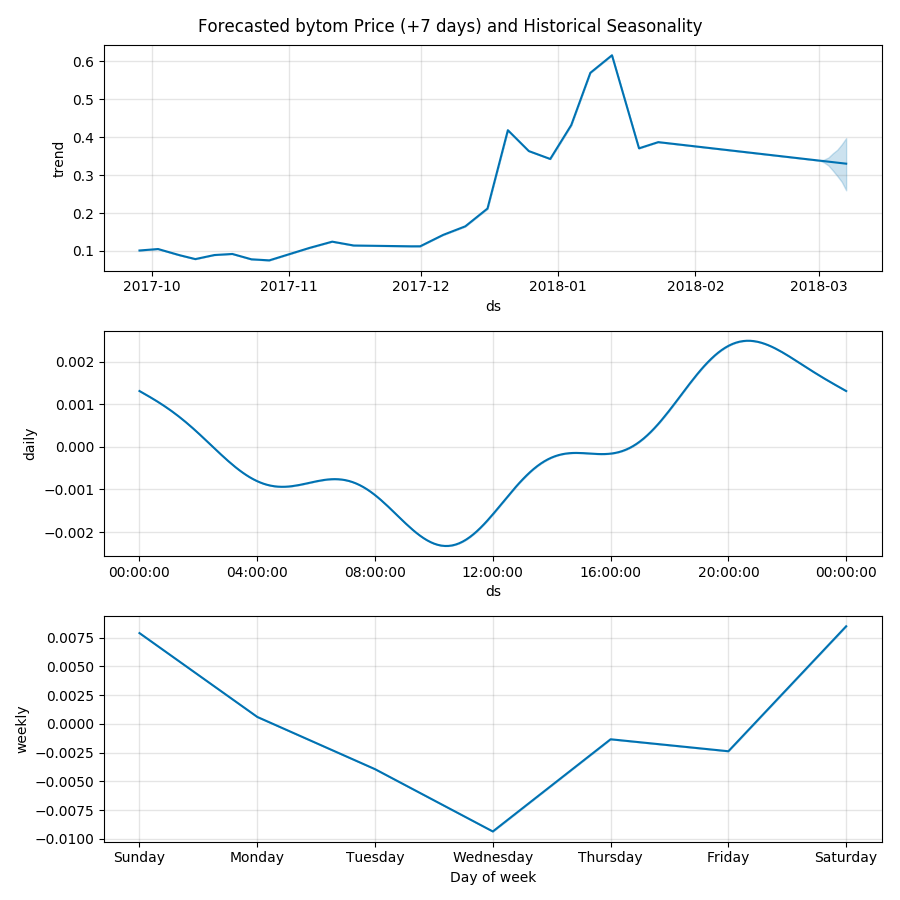 Forecasted bytom Price (+7 days) and Historical Seasonality
0.6
0.5
0.4
0.3
0.2
0.1
trend
2017-10 2017-11 2017-12 2018-01 2018-02 2018-03
ds
0.002
0.001
0.000
−0.001
−0.002
daily
00:00:00 04:00:00 08:00:00 12:00:00 16:00:00 20:00:00 00:00:00
ds
0.0075
0.0050
0.0025
0.0000
−0.0025
−0.0050
−0.0075
−0.0100
weekly
Sunday Monday Tuesday Wednesday Thursday Friday Saturday
Day of week